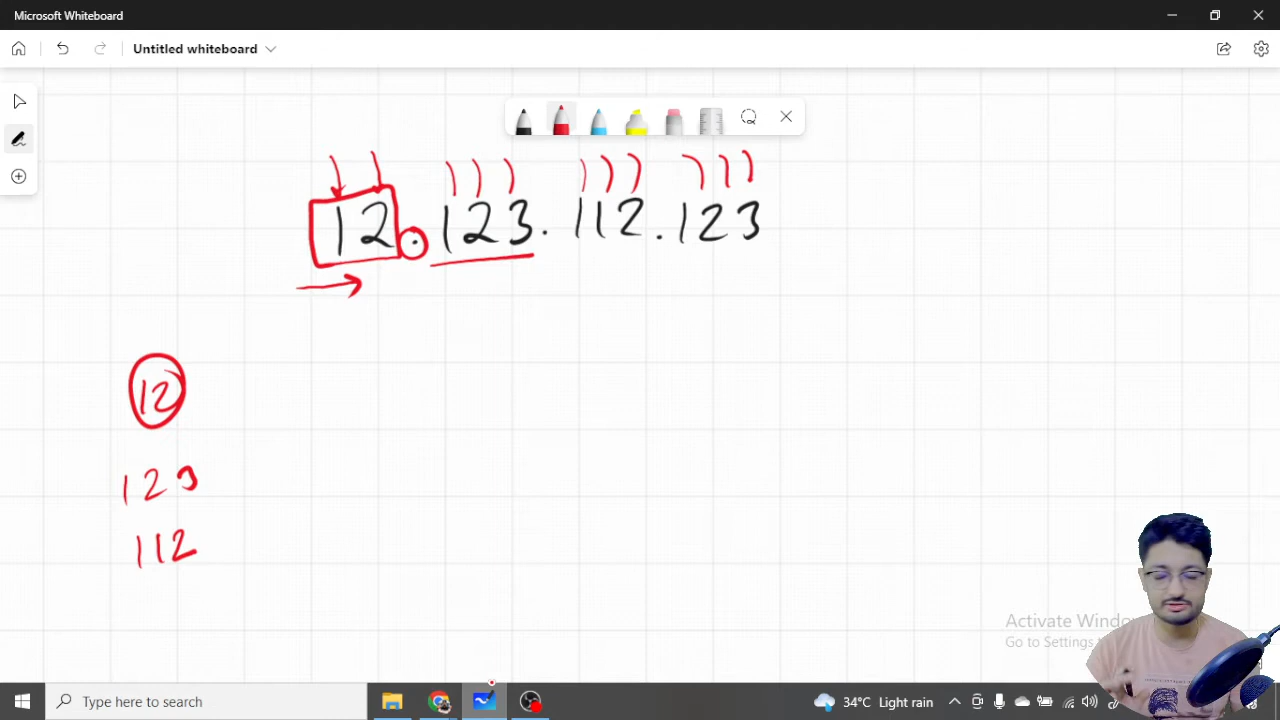 Microsoft Whiteboard
Untitled whiteboard
12.123.112.123
12
123
112
Activate Windo
Go to Settings
Type here to search
34°C Light rain